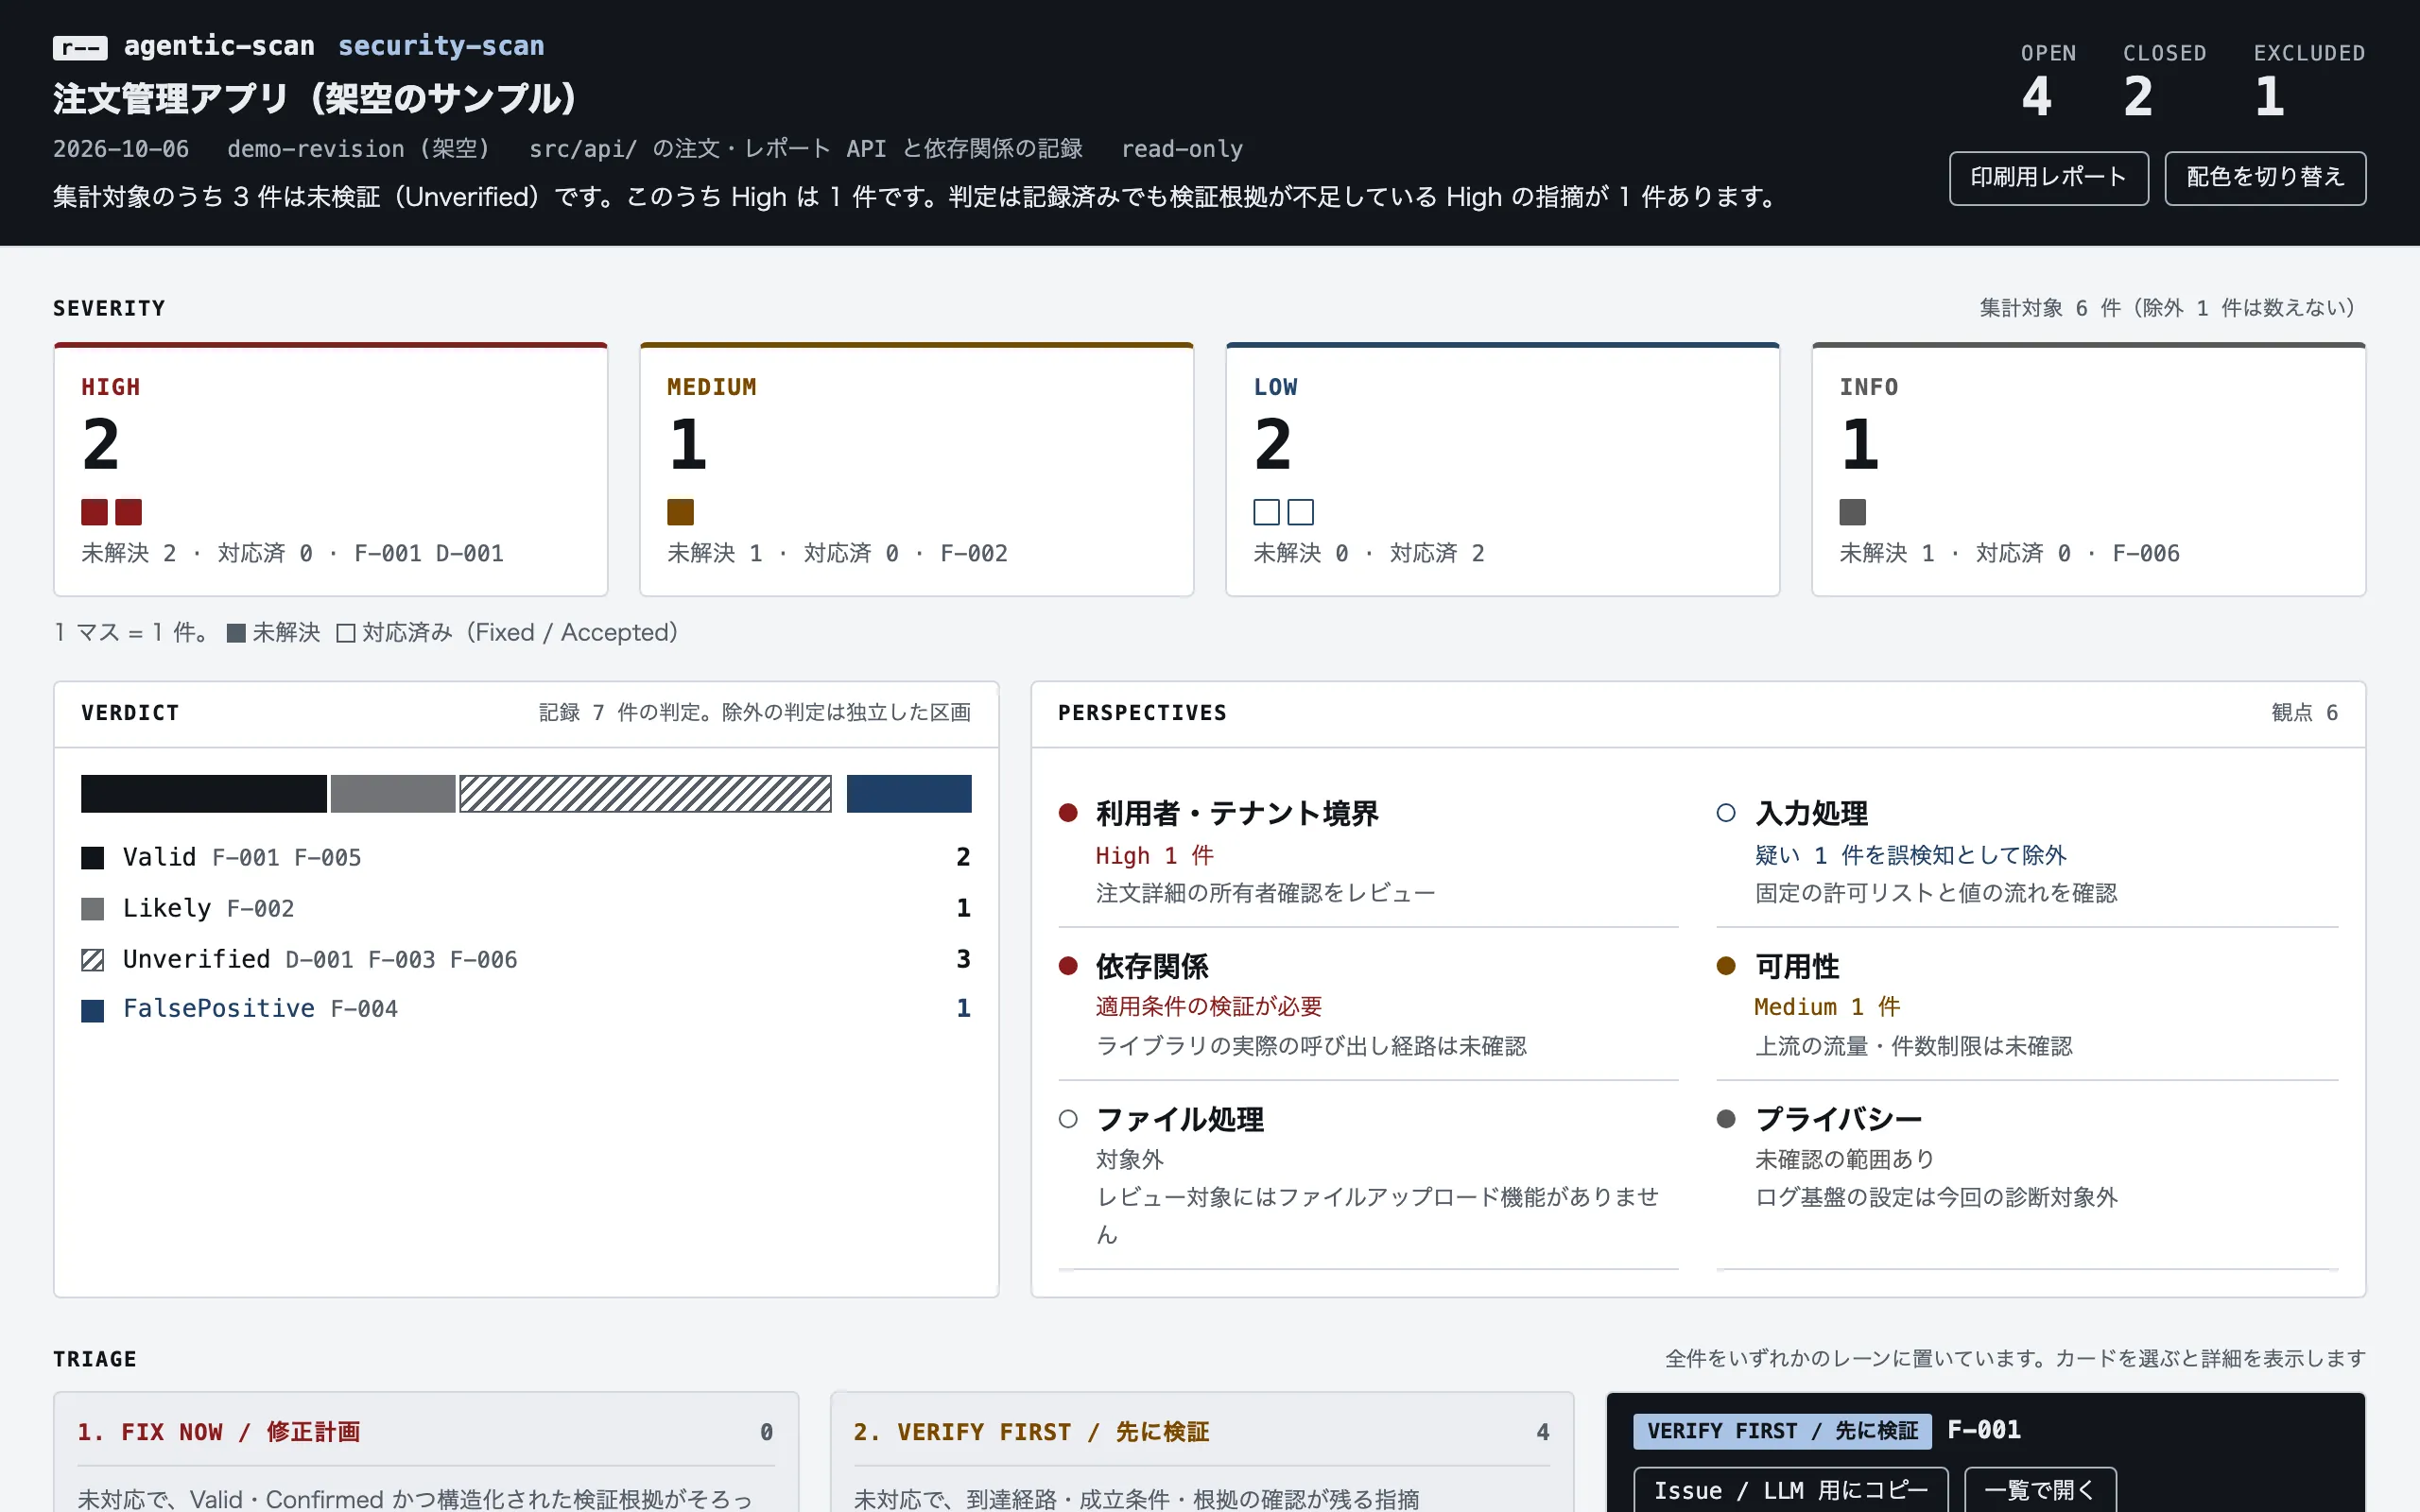 r-- agentic-scan security-scan
注文管理アプリ（架空のサンプル）
2026-10-06 demo-revision (架空) src/api/ の注文・レポート API と依存関係の記録 read-only
集計対象のうち 3 件は未検証（Unverified）です。このうち High は 1 件です。判定は記録済みでも検証根拠が不足している High の指摘が 1 件あります。
OPEN CLOSED EXCLUDED
4 2 1
印刷用レポート 配色を切り替え
SEVERITY 集計対象 6 件（除外 1 件は数えない）
HIGH
2
未解決 2 · 対応済 0 · F-001 D-001
MEDIUM
1
未解決 1 · 対応済 0 · F-002
LOW
2
未解決 0 · 対応済 2
INFO
1
未解決 1 · 対応済 0 · F-006
1 マス = 1 件。 未解決 対応済み（Fixed / Accepted）
VERDICT 記録 7 件の判定。除外の判定は独立した区画
Valid F-001 F-005 2
Likely F-002 1
Unverified D-001 F-003 F-006 3
FalsePositive F-004 1
PERSPECTIVES 観点 6
利用者・テナント境界
High 1 件
注文詳細の所有者確認をレビュー
入力処理
疑い 1 件を誤検知として除外
固定の許可リストと値の流れを確認
依存関係
適用条件の検証が必要
ライブラリの実際の呼び出し経路は未確認
可用性
Medium 1 件
上流の流量・件数制限は未確認
ファイル処理
対象外
レビュー対象にはファイルアップロード機能がありませ
ん
プライバシー
未確認の範囲あり
ログ基盤の設定は今回の診断対象外
TRIAGE 全件をいずれかのレーンに置いています。カードを選ぶと詳細を表示します
1. FIX NOW / 修正計画 0
未対応で、Valid・Confirmed かつ構造化された検証根拠がそろっ
2. VERIFY FIRST / 先に検証 4
未対応で、到達経路・成立条件・根拠の確認が残る指摘
VERIFY FIRST / 先に検証 F-001
Issue / LLM 用にコピー 一覧で開く